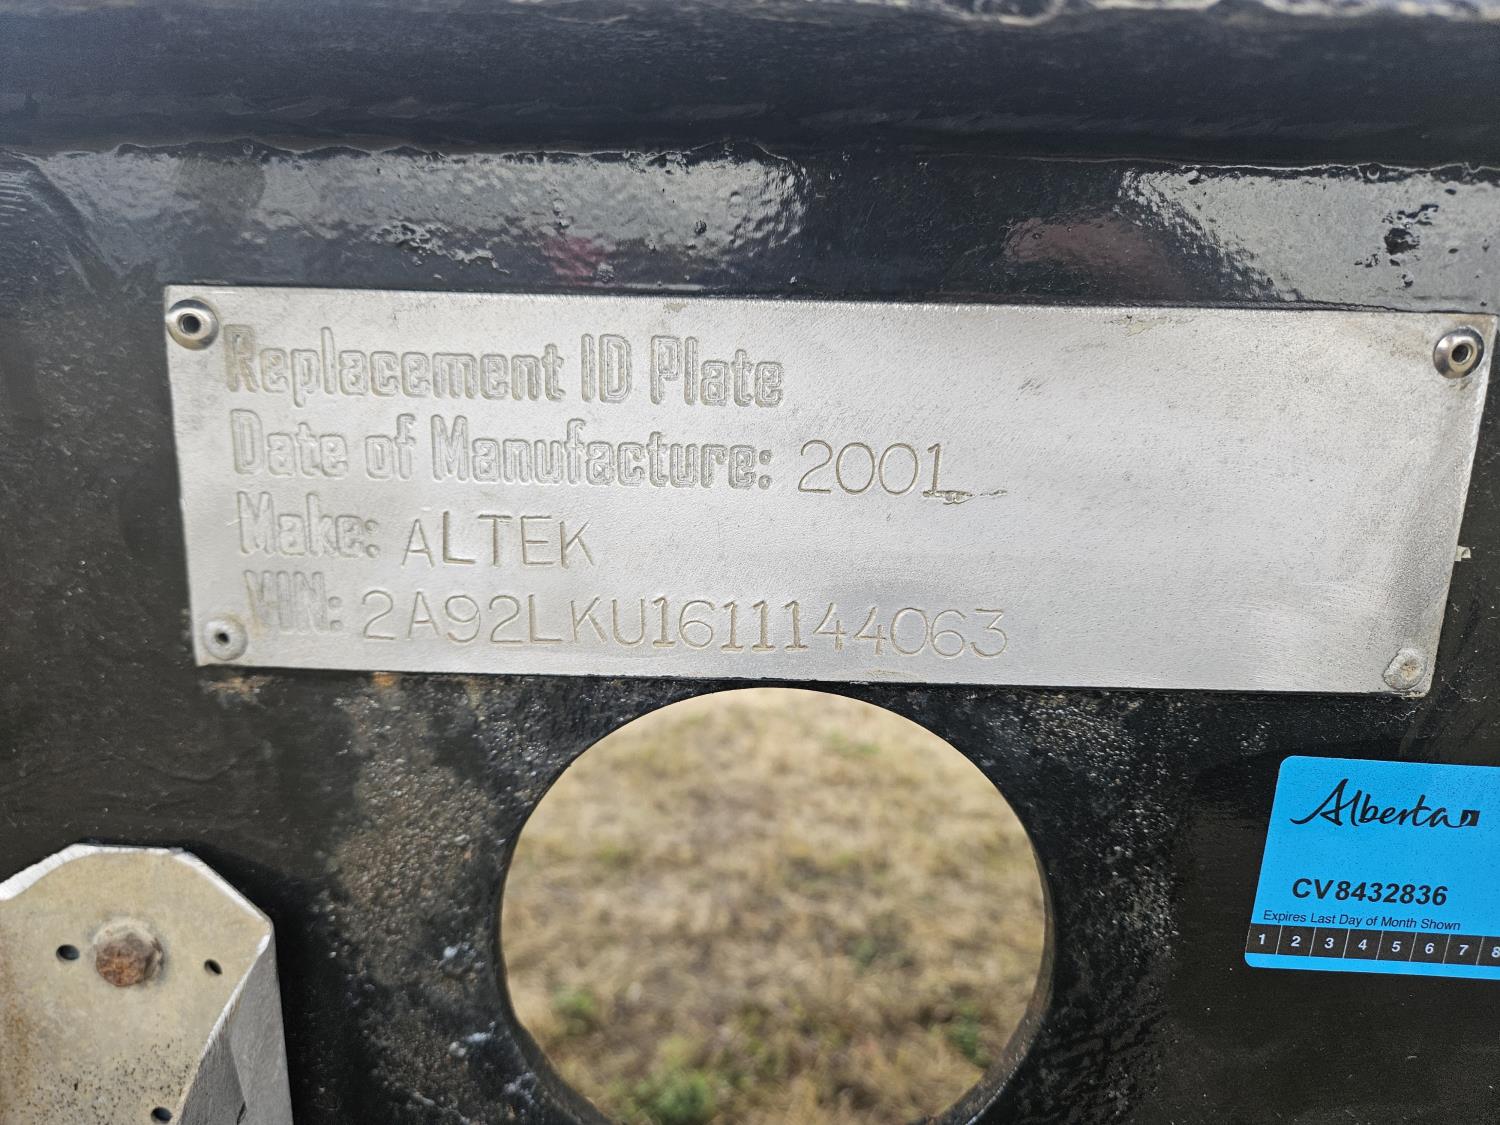 Replacement ID Plate
Date of Manufacture: 2001
Make: ALTEK
VIN: 2A92LKU1611144063
Alberta
CV8432836
Expires Last Day of Month Shown
1 2 3 4 5 6 7 8